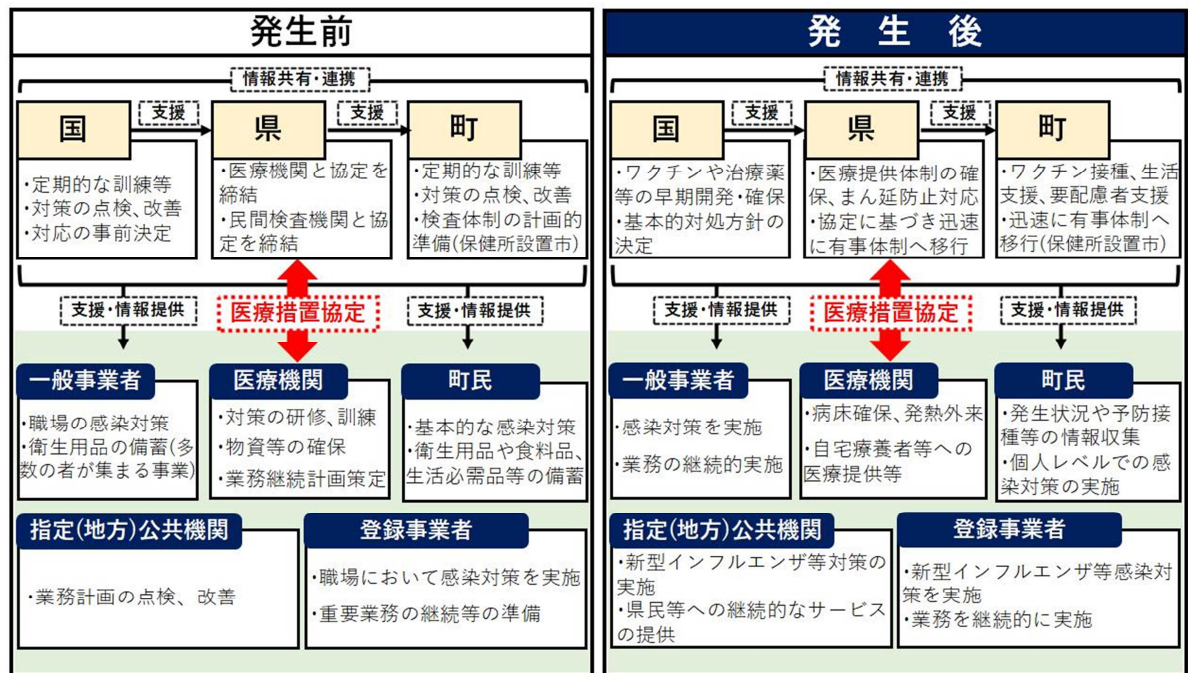 発生前
情報共有・連携
国
支援
県
支援
町
・定期的な訓練等
・対策の点検、改善
・対応の事前決定
・医療機関と協定を
締結
・民間検査機関と協
定を締結
・定期的な訓練等
・対策の点検、改善
・検査体制の計画的
準備(保健所設置市)
支援・情報提供
医療措置協定
支援・情報提供
一般事業者
・職場の感染対策
・衛生用品の備蓄(多
数の者が集まる事業)
医療機関
・対策の研修、訓練
・物資等の確保
・業務継続計画策定
町民
・基本的な感染対策
・衛生用品や食料品、
生活必需品等の備蓄
指定(地方)公共機関
・業務計画の点検、改善
登録事業者
・職場において感染対策を実施
・重要業務の継続等の準備
発生後
情報共有・連携
国
支援
県
支援
町
・ワクチンや治療薬
等の早期開発・確保
・基本的対処方針の
決定
・医療提供体制の確
保、まん延防止対応
・協定に基づき迅速
に有事体制へ移行
・ワクチン接種、生活
支援、要配慮者支援
・迅速に有事体制へ
移行(保健所設置市)
支援・情報提供
医療措置協定
支援・情報提供
一般事業者
・感染対策を実施
・業務の継続的実施
医療機関
・病床確保、発熱外来
・自宅療養者等への
医療提供等
町民
・発生状況や予防接
種等の情報収集
・個人レベルでの感
染対策の実施
指定(地方)公共機関
・新型インフルエンザ等対策の
実施
・県民等への継続的なサービス
の提供
登録事業者
・新型インフルエンザ等感染対
策を実施
・業務を継続的に実施